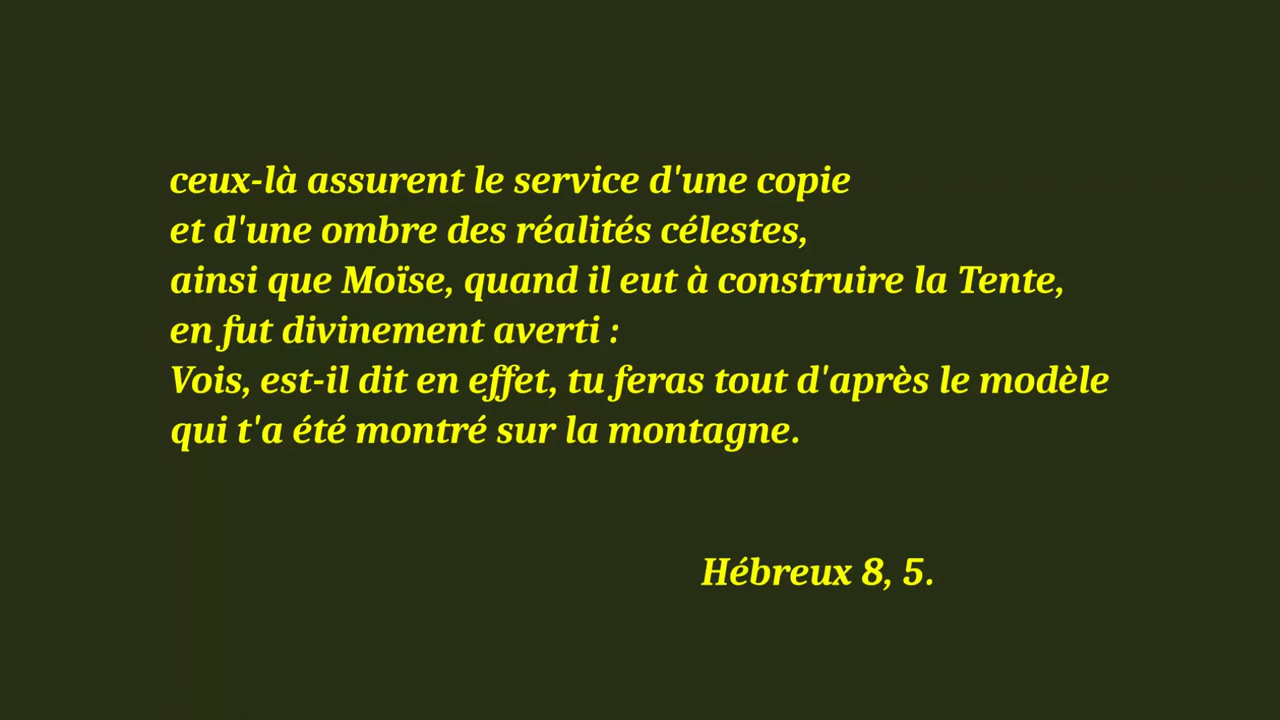 ceux-là assurent le service d'une copie
et d'une ombre des réalités célestes,
ainsi que Moïse, quand il eut à construire la Tente,
en fut divinement averti :
Vois, est-il dit en effet, tu feras tout d'après le modèle
qui t'a été montré sur la montagne.
Hébreux 8, 5.